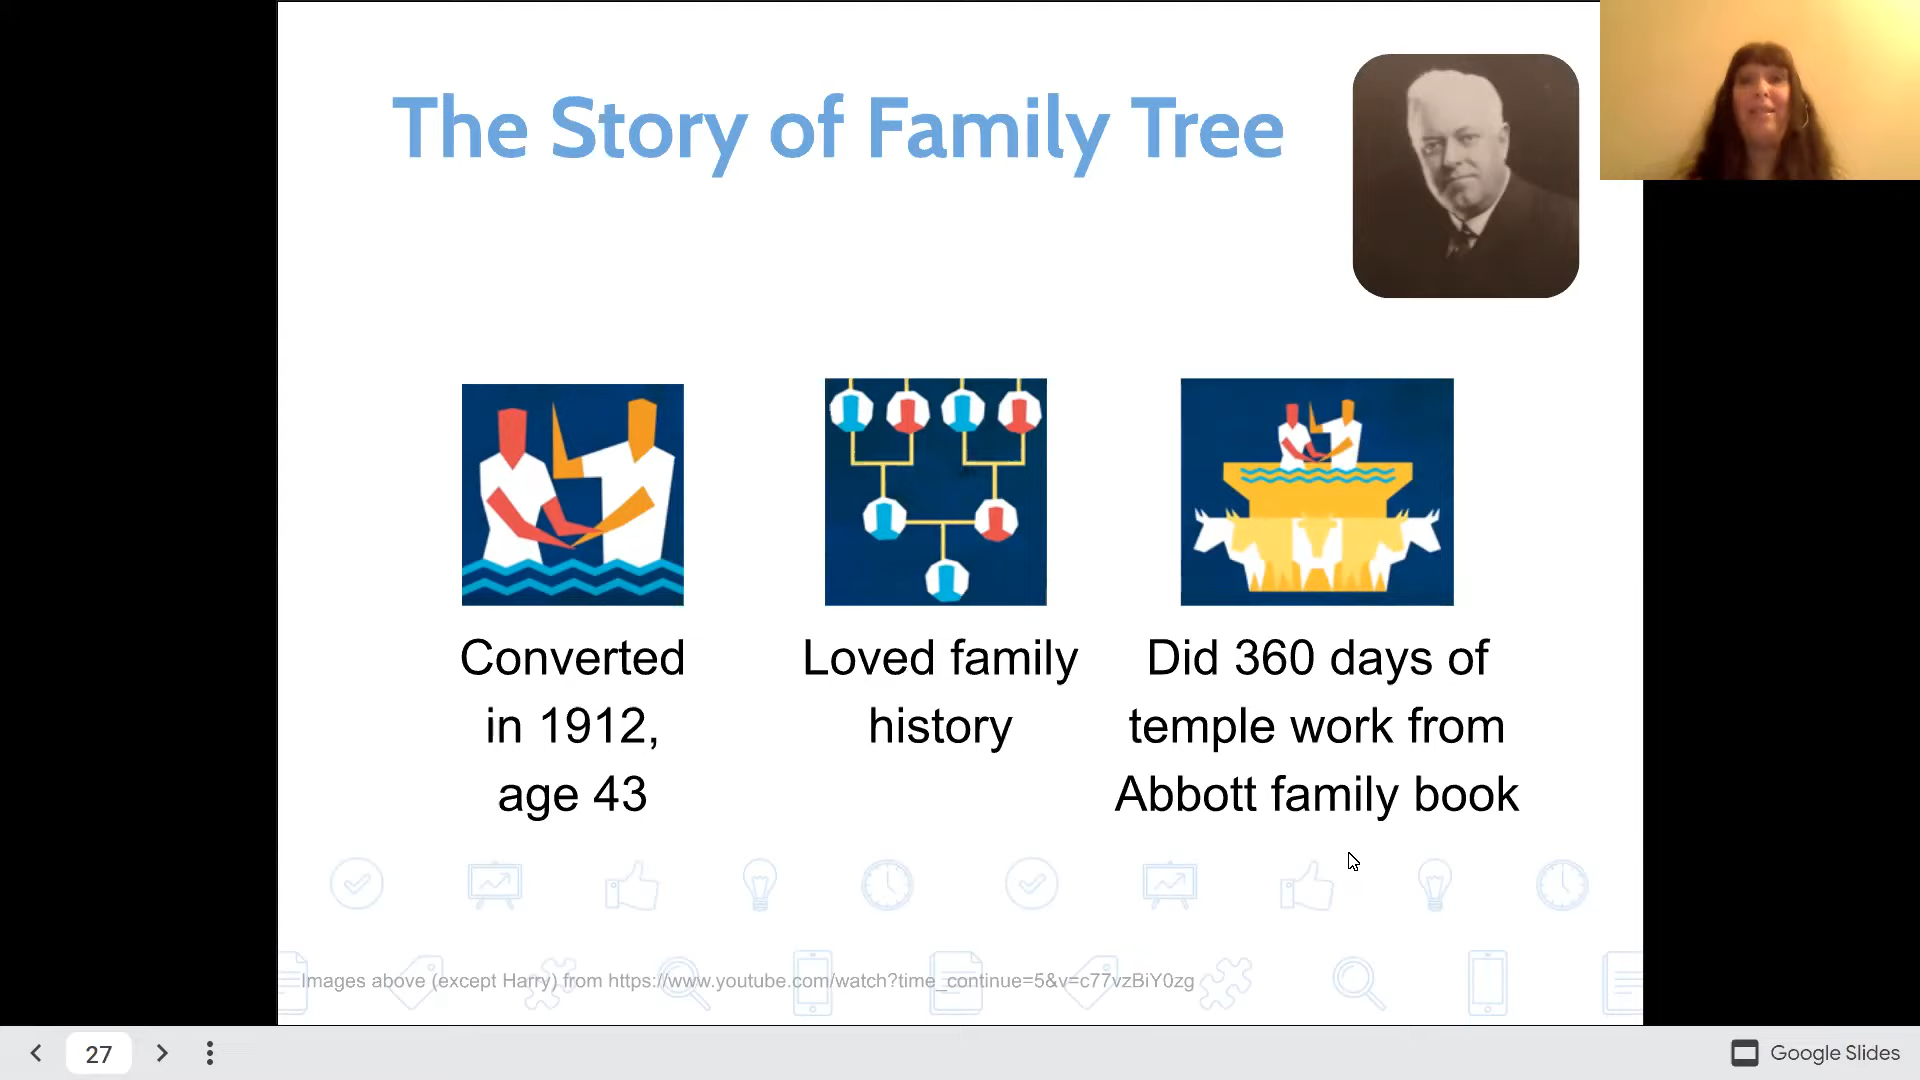 The Story of Family Tree
Converted
in 1912,
age 43
Loved family
history
Did 360 days of
temple work from
Abbott family book
Images above (except Harry) from https://www.youtube.com/watch?time_continue=5&v=c77vzBiY0zg
27
Google Slides